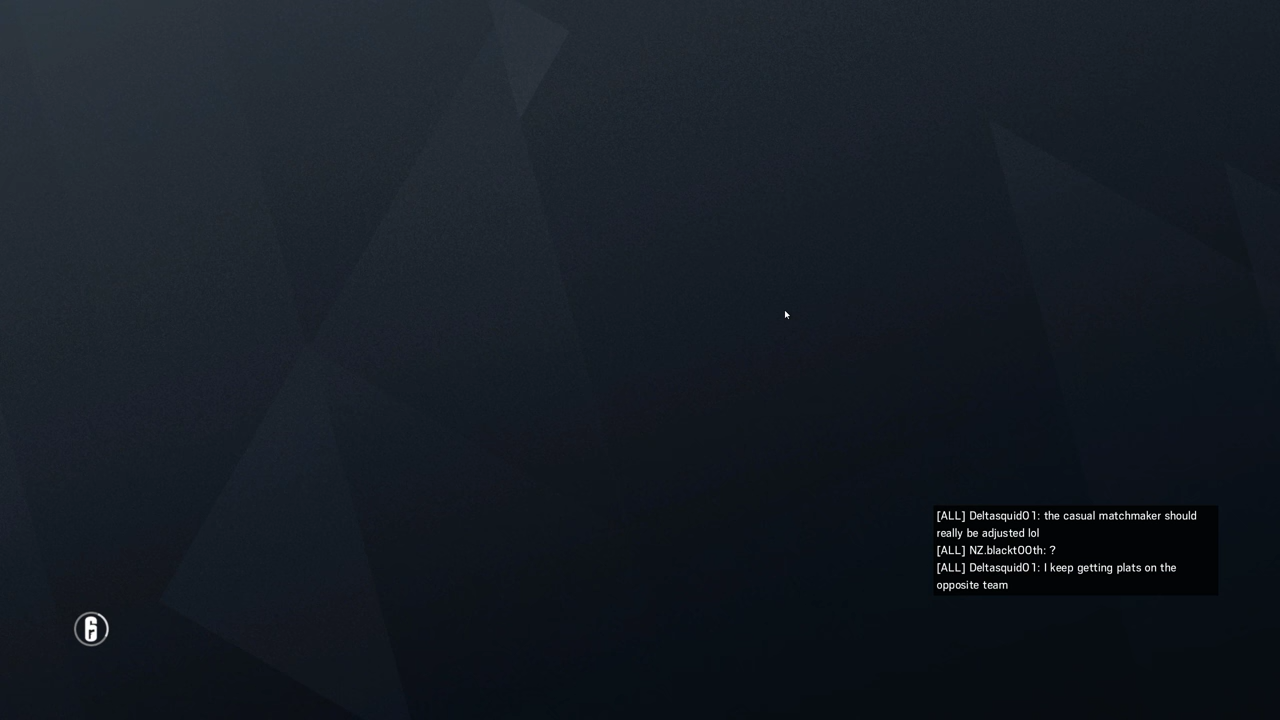 [ALL] Deltasquid01: the casual matchmaker should
really be adjusted lol
[ALL] NZ.blackt00th: ?
[ALL] Deltasquid01: I keep getting plats on the
opposite team
6